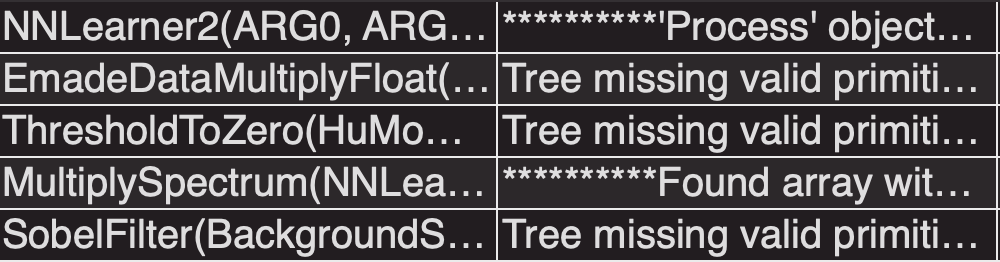 NNLearner2(ARG0, ARG... **********'Process' object...
EmadeDataMultiplyFloat(... Tree missing valid primiti...
ThresholdToZero(HuMo... Tree missing valid primiti...
MultiplySpectrum(NNLea... **********Found array wit...
SobelFilter(BackgroundS... Tree missing valid primiti...